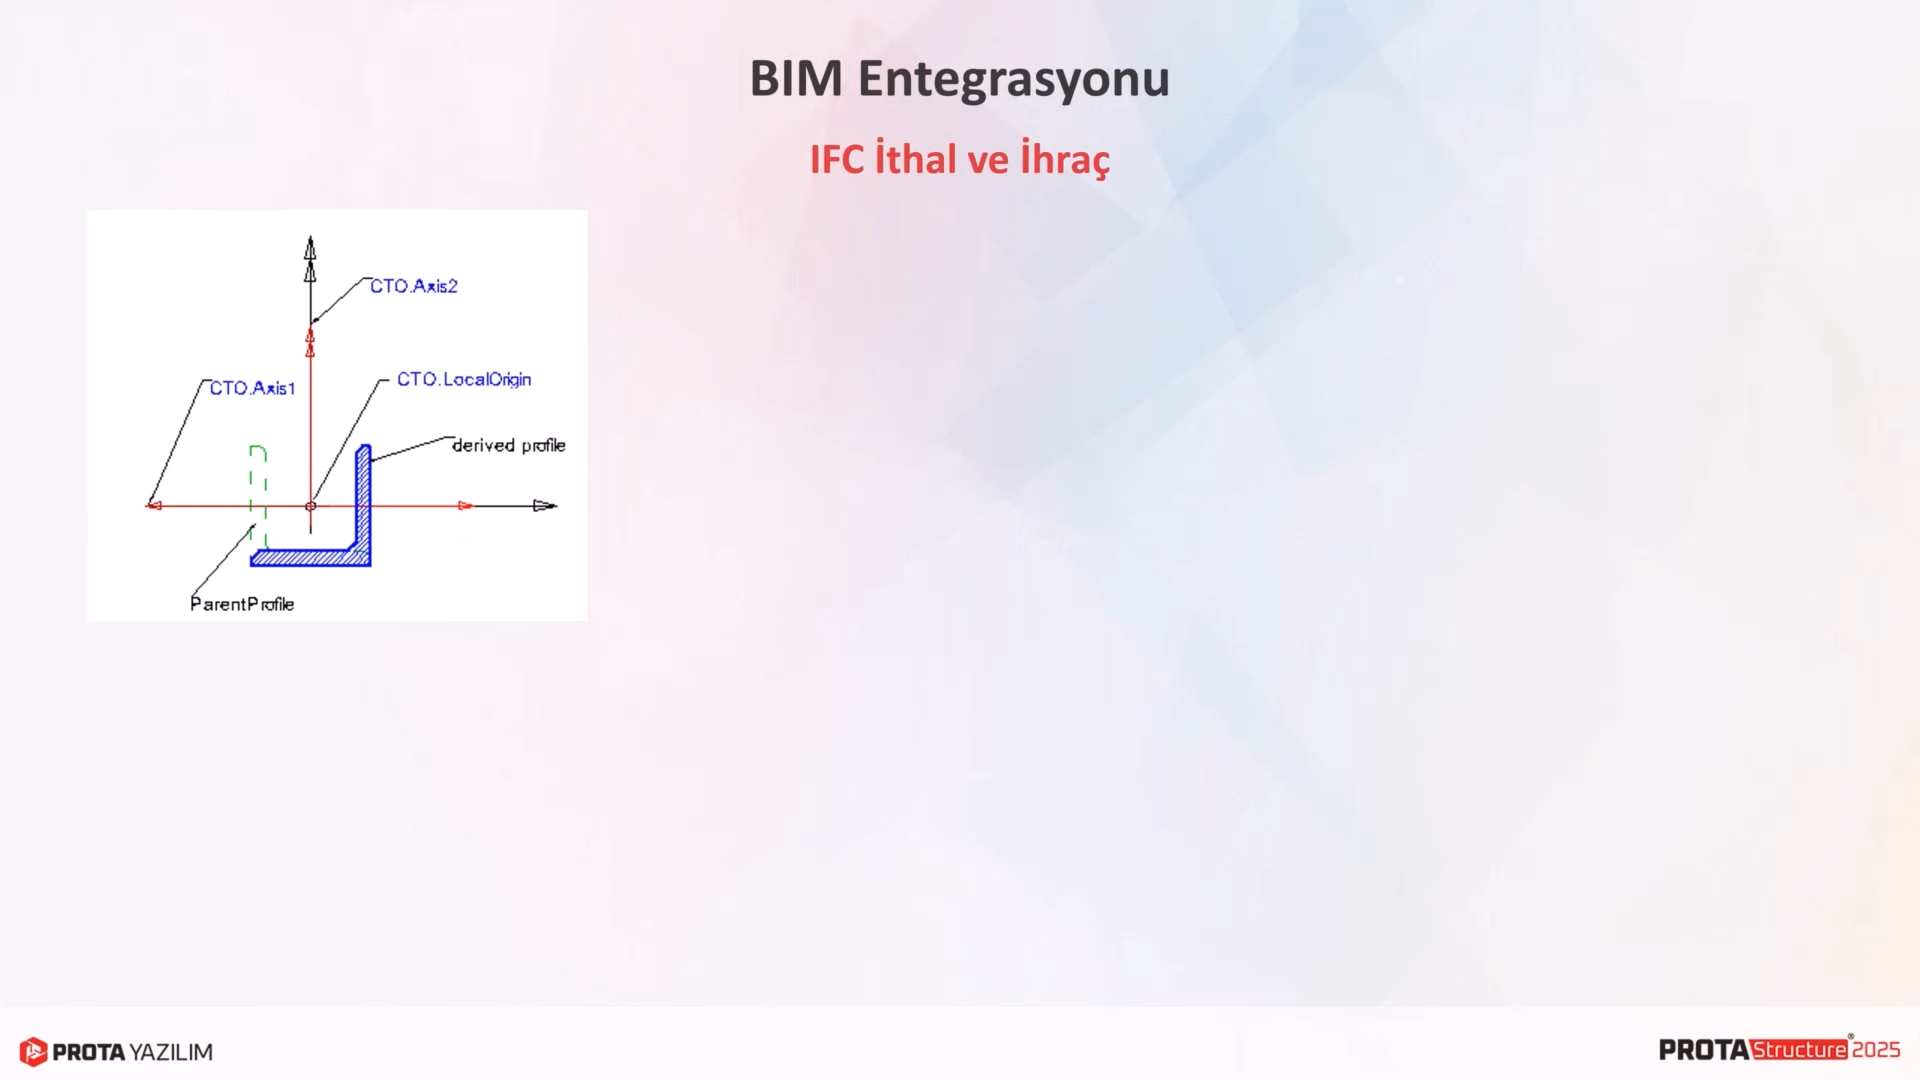 BIM Entegrasyonu
IFC İthal ve İhraç
CTO.Axis2
CTO.Axis1
CTO.LocalOrigin
derived profile
ParentProfile
PROTA YAZILIM
PROTAStructure® 2025